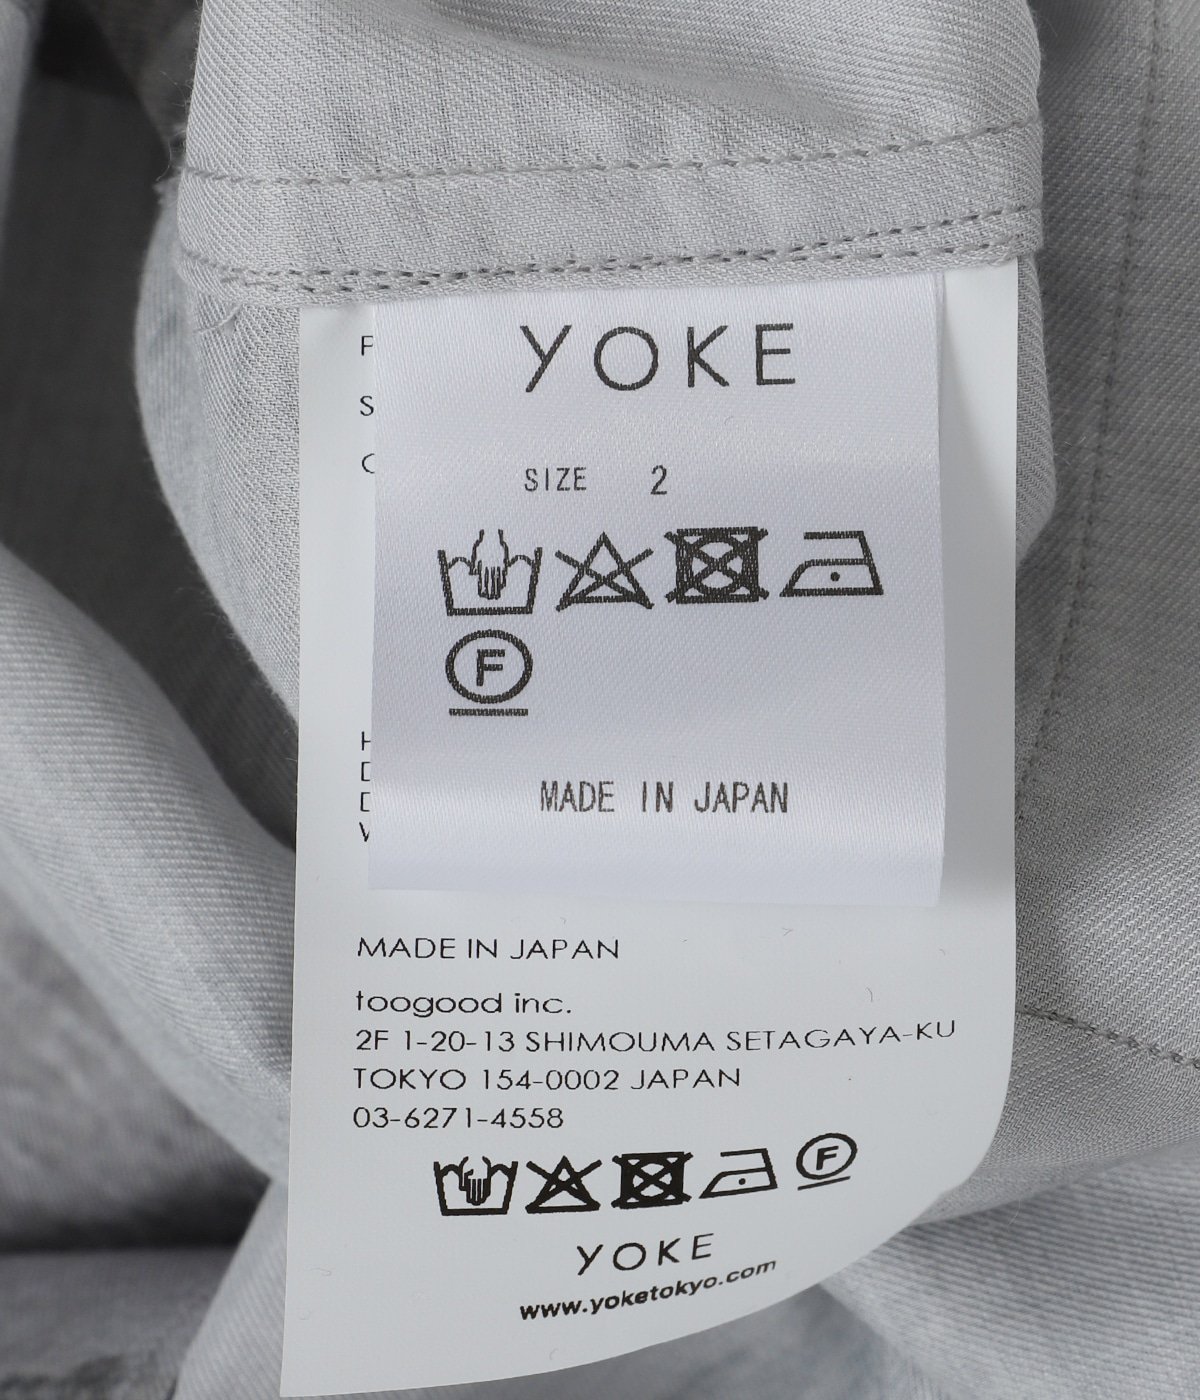 YOKE
SIZE 2
F
MADE IN JAPAN
MADE IN JAPAN
toogood inc.
2F 1-20-13 SHIMOUMA SETAGAYA-KU
TOKYO 154-0002 JAPAN
03-6271-4558
F
YOKE
www.yoketokyo.com